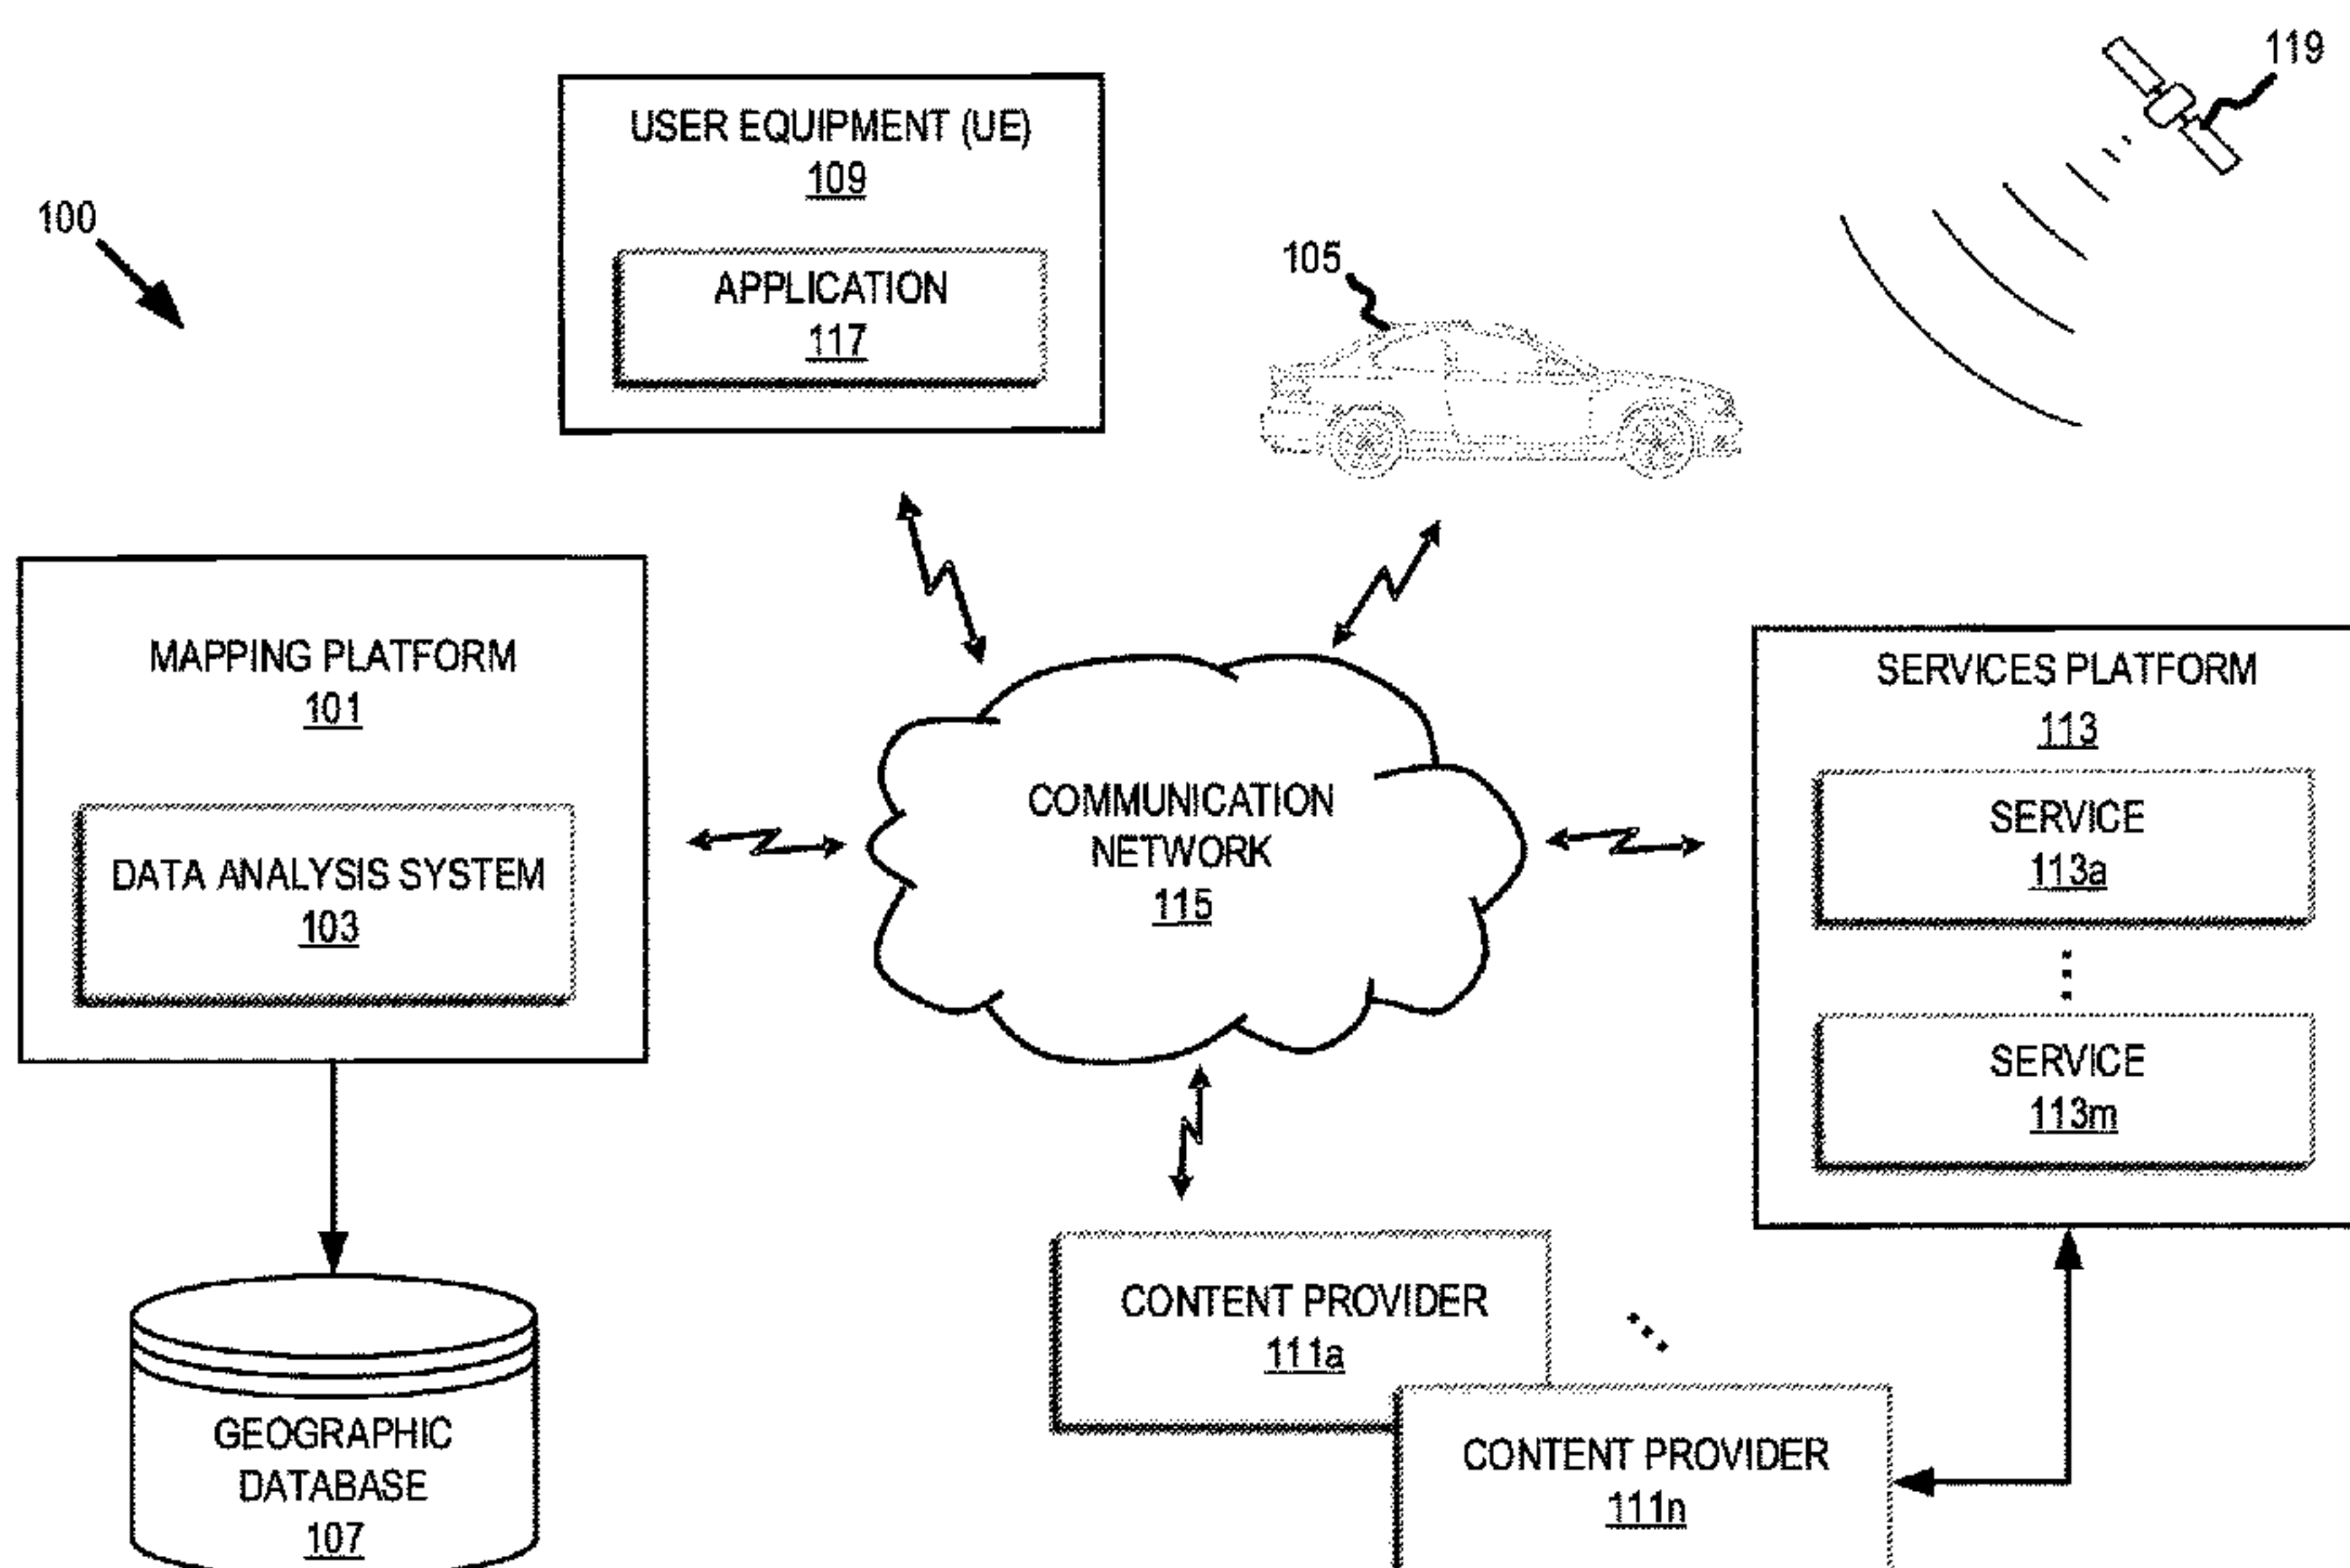 119
USER EQUIPMENT (UE)
109
100
APPLICATION
117
105
MAPPING PLATFORM
101
DATA ANALYSIS SYSTEM
103
COMMUNICATION
NETWORK
115
SERVICES PLATFORM
113
SERVICE
113a
SERVICE
113m
CONTENT PROVIDER
111a
CONTENT PROVIDER
111n
GEOGRAPHIC
DATABASE
107